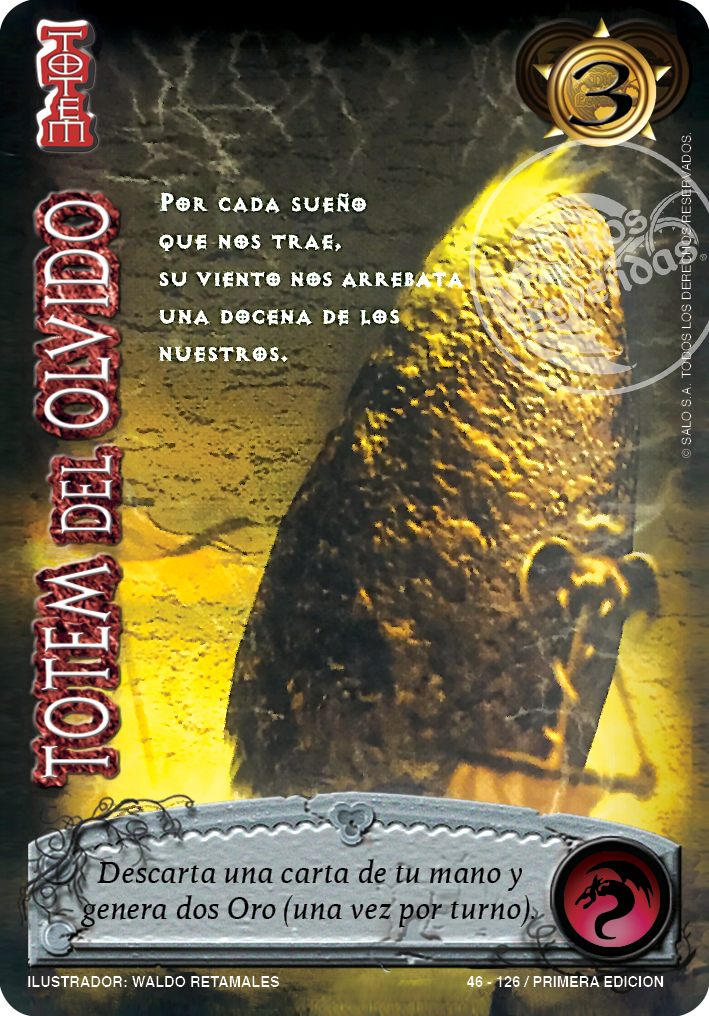 TOTEM
3
POR CADA SUEÑO
QUE NOS TRAE,
SU VIENTO NOS ARREBATA
UNA DOCENA DE LOS
NUESTROS.
TOTEM DEL OLVIDO
Mitos
y Leyendas
®
© SALO S.A. TODOS LOS DERECHOS RESERVADOS.
Descarta una carta de tu mano y
genera dos Oro (una vez por turno).
ILUSTRADOR: WALDO RETAMALES
46 - 126 / PRIMERA EDICION